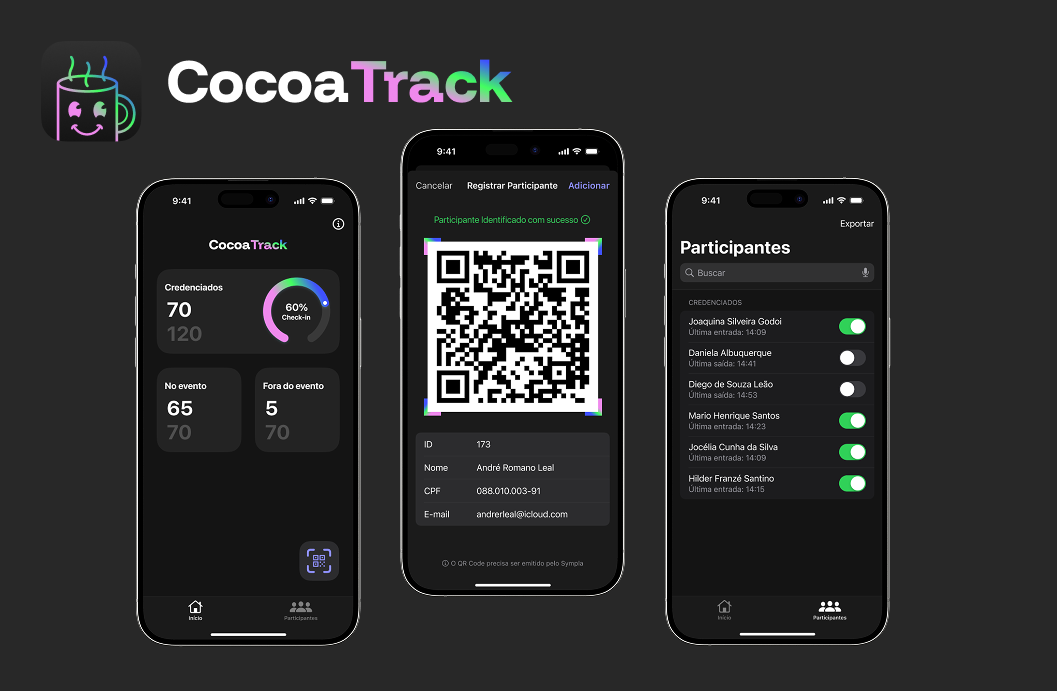 CocoaTrack
9:41
CocoaTrack
Credenciados
70
120
60%
Check-in
No evento
65
70
Fora do evento
5
70
Início
Participantes
9:41
Cancelar
Registrar Participante
Adicionar
Participante Identificado com sucesso
ID
173
Nome
André Romano Leal
CPF
088.010.003-91
E-mail
andrerleal@icloud.com
O QR Code precisa ser emitido pelo Sympla
9:41
Exportar
Participantes
Buscar
CREDENCIADOS
Joaquina Silveira Godoi
Última entrada: 14:09
Daniela Albuquerque
Última saída: 14:41
Diego de Souza Leão
Última saída: 14:53
Mario Henrique Santos
Última entrada: 14:23
Jocélia Cunha da Silva
Última entrada: 14:09
Hilder Franzé Santino
Última entrada: 14:15
Início
Participantes